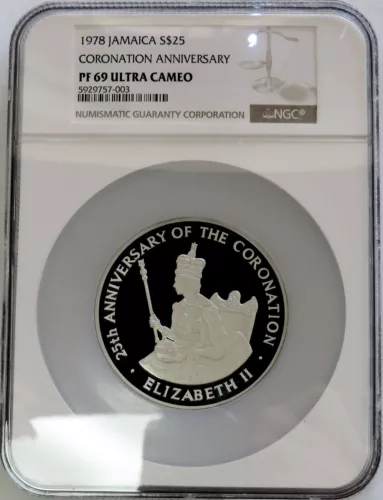 1978 JAMAICA S$25
CORONATION ANNIVERSARY
PF 69 ULTRA CAMEO
5929757-003
NUMISMATIC GUARANTY CORPORATION NGC®
25th ANNIVERSARY OF THE CORONATION
· ELIZABETH II ·